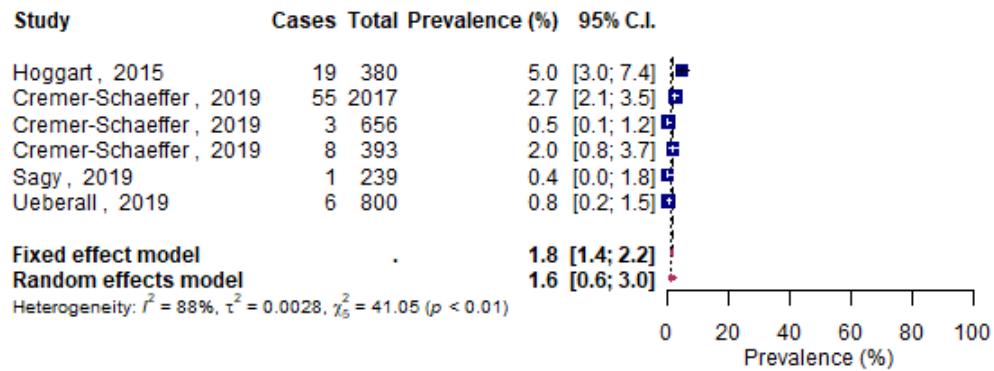 Study Cases Total Prevalence (%) 95% C.I.
Hoggart , 2015 19 380 5.0 [3.0; 7.4]
Cremer-Schaeffer , 2019 55 2017 2.7 [2.1; 3.5]
Cremer-Schaeffer , 2019 3 656 0.5 [0.1; 1.2]
Cremer-Schaeffer , 2019 8 393 2.0 [0.8; 3.7]
Sagy , 2019 1 239 0.4 [0.0; 1.8]
Ueberall , 2019 6 800 0.8 [0.2; 1.5]
Fixed effect model . 1.8 [1.4; 2.2]
Random effects model 1.6 [0.6; 3.0]
Heterogeneity: I² = 88%, τ² = 0.0028, χ²₅ = 41.05 (p < 0.01)
0 20 40 60 80 100
Prevalence (%)